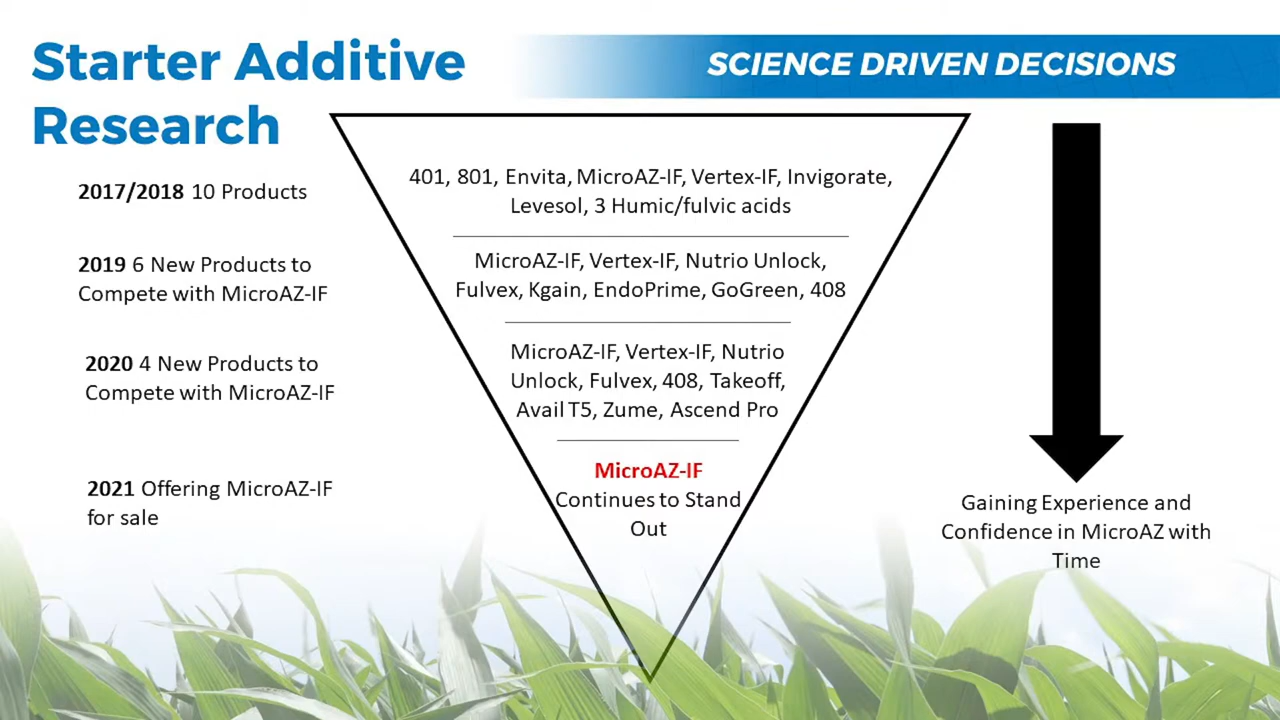 Starter Additive
Research
SCIENCE DRIVEN DECISIONS
2017/2018 10 Products
401, 801, Envita, MicroAZ-IF, Vertex-IF, Invigorate,
Levesol, 3 Humic/fulvic acids
2019 6 New Products to
Compete with MicroAZ-IF
MicroAZ-IF, Vertex-IF, Nutrio Unlock,
Fulvex, Kgain, EndoPrime, GoGreen, 408
2020 4 New Products to
Compete with MicroAZ-IF
MicroAZ-IF, Vertex-IF, Nutrio
Unlock, Fulvex, 408, Takeoff,
Avail T5, Zume, Ascend Pro
2021 Offering MicroAZ-IF
for sale
MicroAZ-IF
Continues to Stand
Out
Gaining Experience and
Confidence in MicroAZ with
Time